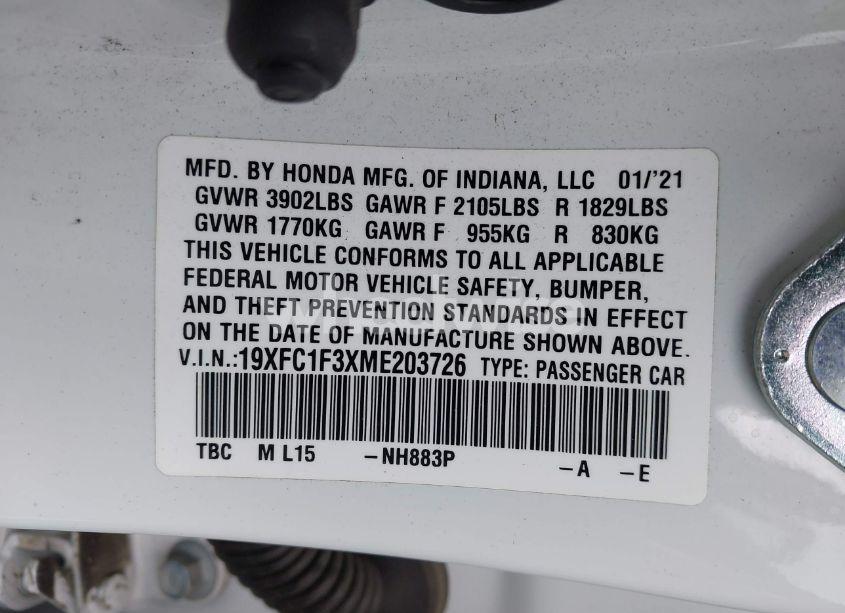 MFD. BY HONDA MFG. OF INDIANA, LLC 01/'21
GVWR 3902LBS GAWR F 2105LBS R 1829LBS
GVWR 1770KG GAWR F 955KG R 830KG
THIS VEHICLE CONFORMS TO ALL APPLICABLE
FEDERAL MOTOR VEHICLE SAFETY, BUMPER,
AND THEFT PREVENTION STANDARDS IN EFFECT
ON THE DATE OF MANUFACTURE SHOWN ABOVE.
V.I.N.:19XFC1F3XME203726 TYPE: PASSENGER CAR
TBC M L15 -NH883P -A -E